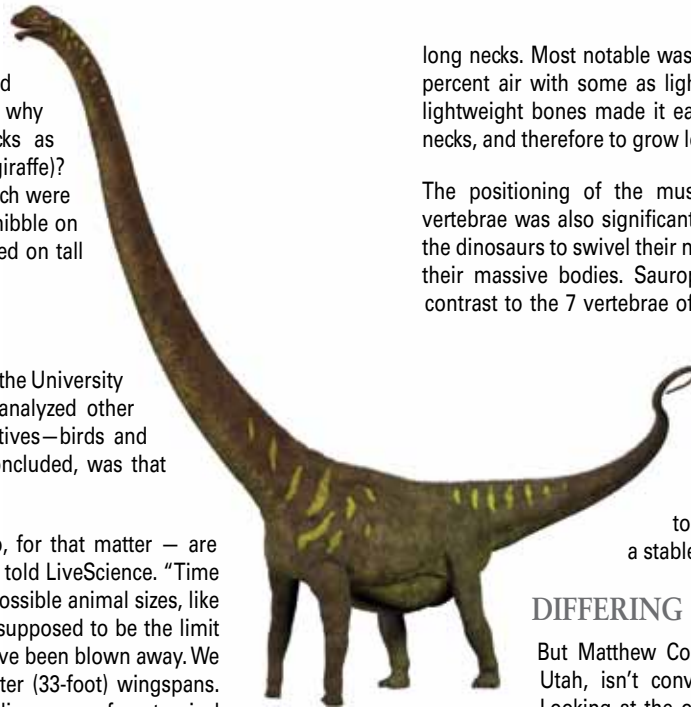 d
why
cks as
giraffe)?
ch were
nibble on
ed on tall
the University
analyzed other
tives—birds and
ncluded, was that
o, for that matter — are
told LiveScience. “Time
ossible animal sizes, like
supposed to be the limit
ve been blown away. We
ter (33-foot) wingspans.
long necks. Most notable was
percent air with some as ligh
lightweight bones made it ea
necks, and therefore to grow l
The positioning of the mus
vertebrae was also significant
the dinosaurs to swivel their n
their massive bodies. Saurop
contrast to the 7 vertebrae of
to
a stable
DIFFERING
But Matthew Co
Utah, isn’t conv